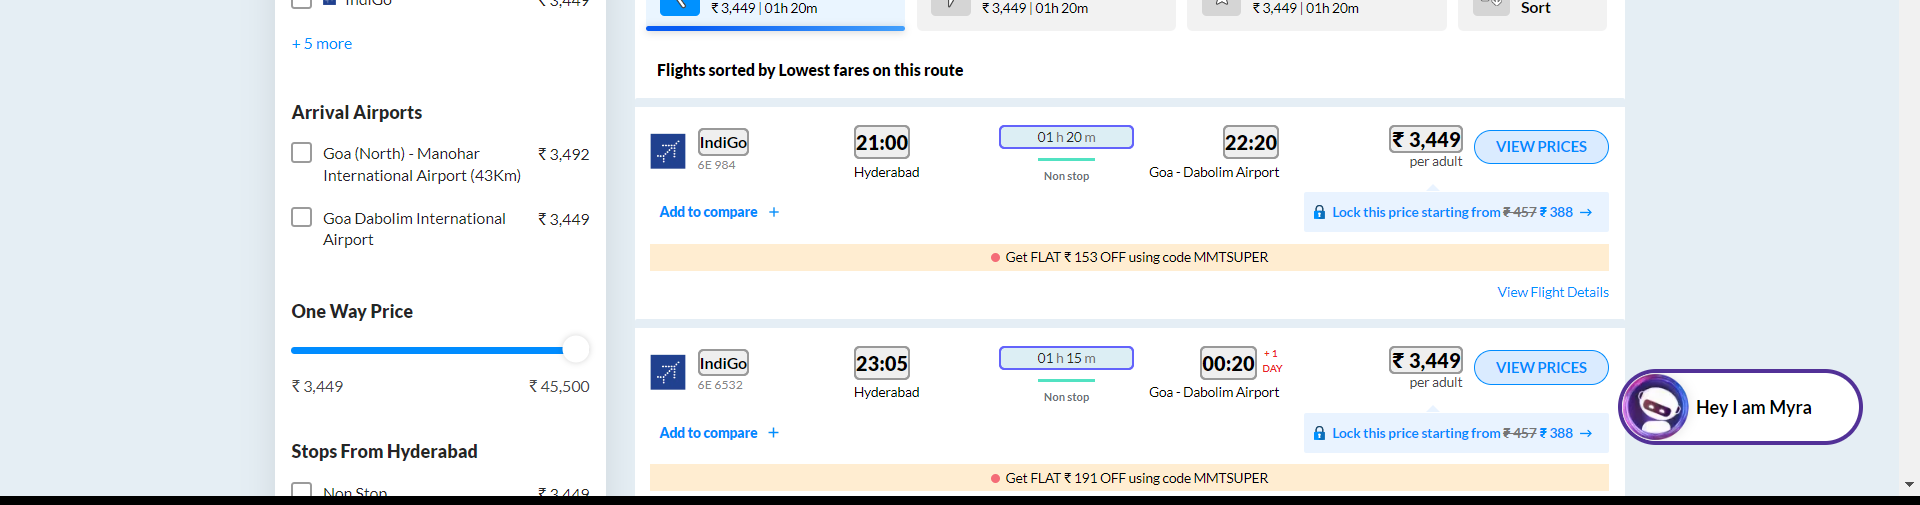 IndiGo ₹ 3,449
+ 5 more
Arrival Airports
Goa (North) - Manohar International Airport (43Km) ₹ 3,492
Goa Dabolim International Airport ₹ 3,449
One Way Price
₹ 3,449 ₹ 45,500
Stops From Hyderabad
Non Stop ₹ 3,449
₹ 3,449 | 01h 20m
₹ 3,449 | 01h 20m
₹ 3,449 | 01h 20m
Sort
Flights sorted by Lowest fares on this route
IndiGo
6E 984
21:00
Hyderabad
01 h 20 m
Non stop
22:20
Goa - Dabolim Airport
₹ 3,449
per adult
VIEW PRICES
Add to compare +
Lock this price starting from ₹ 457 ₹ 388 →
Get FLAT ₹ 153 OFF using code MMTSUPER
View Flight Details
IndiGo
6E 6532
23:05
Hyderabad
01 h 15 m
Non stop
00:20
+ 1
DAY
Goa - Dabolim Airport
₹ 3,449
per adult
VIEW PRICES
Add to compare +
Lock this price starting from ₹ 457 ₹ 388 →
Get FLAT ₹ 191 OFF using code MMTSUPER
Hey I am Myra